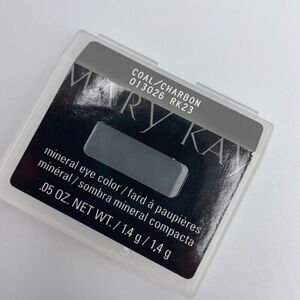 COAL/CHARBON
013026 RK23
MARY KAY
mineral eye color / fard à paupières
minéral / sombra mineral compacta
.05 OZ. NET WT. / 1.4 g / 1,4 g